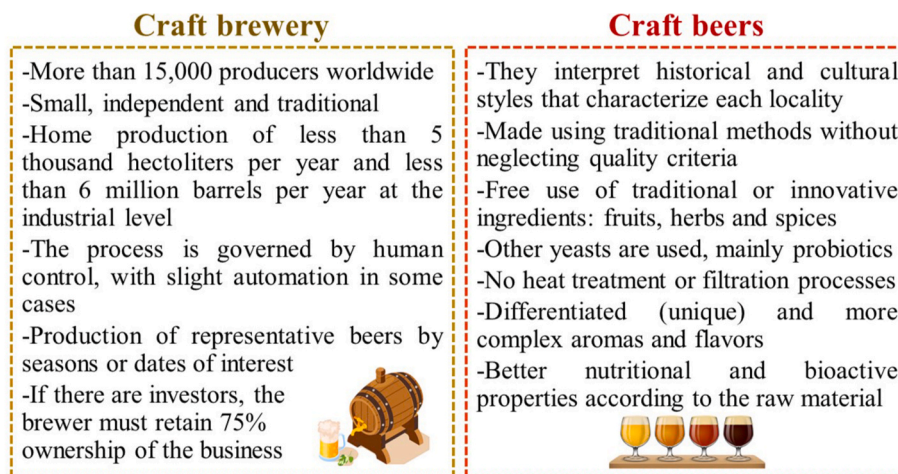 Craft brewery
-More than 15,000 producers worldwide
-Small, independent and traditional
-Home production of less than 5
thousand hectoliters per year and less
than 6 million barrels per year at the
industrial level
-The process is governed by human
control, with slight automation in some
cases
-Production of representative beers by
seasons or dates of interest
-If there are investors, the
brewer must retain 75%
ownership of the business
Craft beers
-They interpret historical and cultural
styles that characterize each locality
-Made using traditional methods without
neglecting quality criteria
-Free use of traditional or innovative
ingredients: fruits, herbs and spices
-Other yeasts are used, mainly probiotics
-No heat treatment or filtration processes
-Differentiated (unique) and more
complex aromas and flavors
-Better nutritional and bioactive
properties according to the raw material